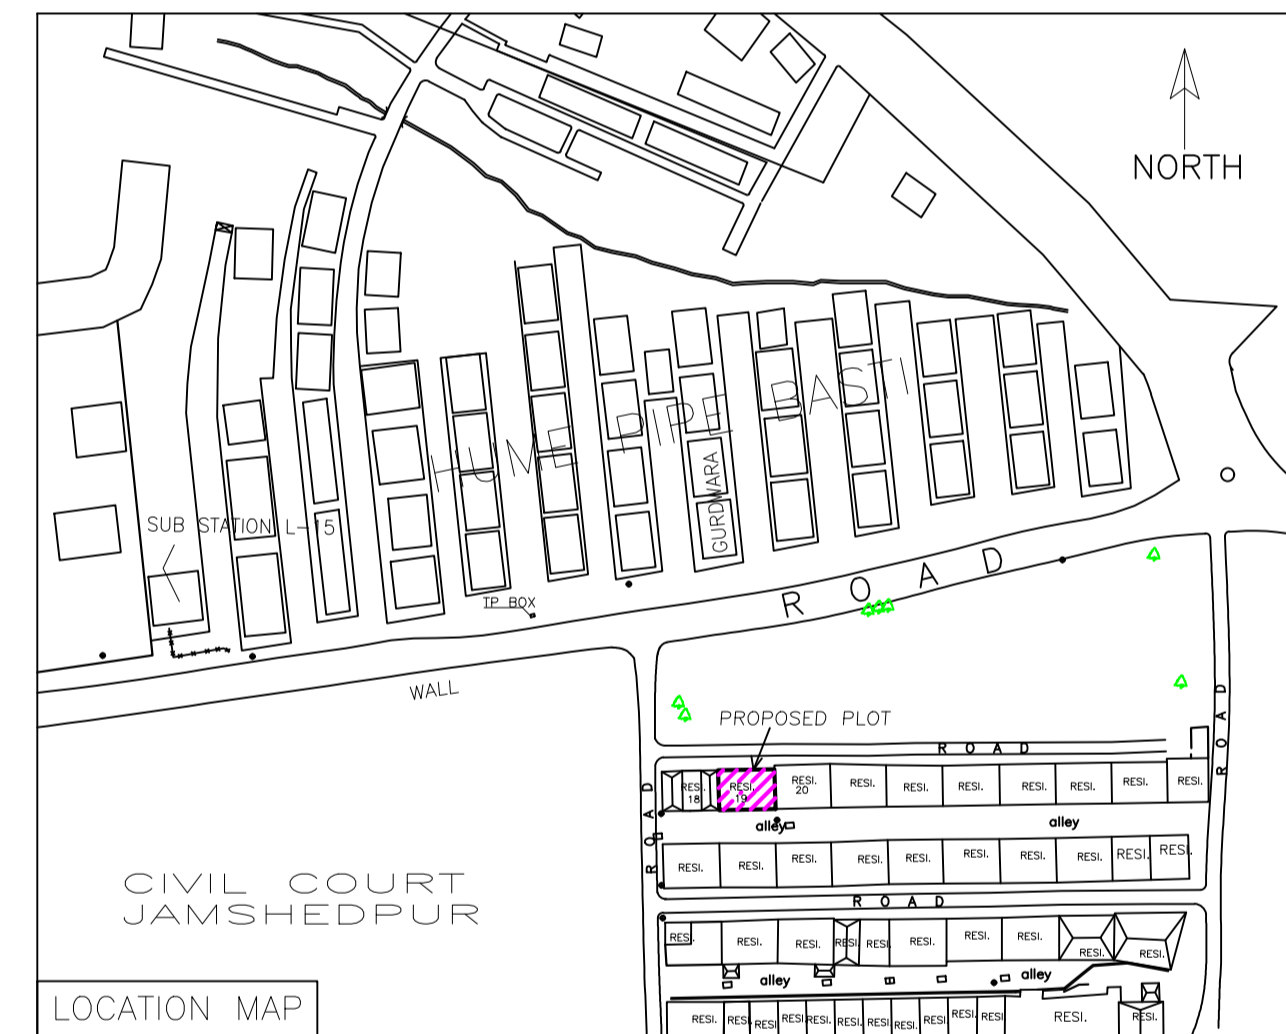 NORTH
HUME PIPE BASTI
GURDWARA
SUB STATION L-15
ROAD
TP BOX
WALL
ROAD
PROPOSED PLOT
ROAD
ROAD
RESI. 18
RESI. 19
RESI. 20
RESI.
RESI.
RESI.
RESI.
RESI.
RESI.
RESI.
alley
alley
RESI.
RESI.
RESI.
RESI.
RESI.
RESI.
RESI.
RESI.
RESI.
RESI.
CIVIL COURT
JAMSHEDPUR
ROAD
RESI.
RESI.
RESI.
RESI.
RESI.
RESI.
RESI.
RESI.
RESI.
RESI.
alley
alley
LOCATION MAP
RESI.
RESI.
RESI.
RESI.
RESI.
RESI.
RESI.
RESI.
RESI.
RESI.
RESI.
RESI.
RESI.